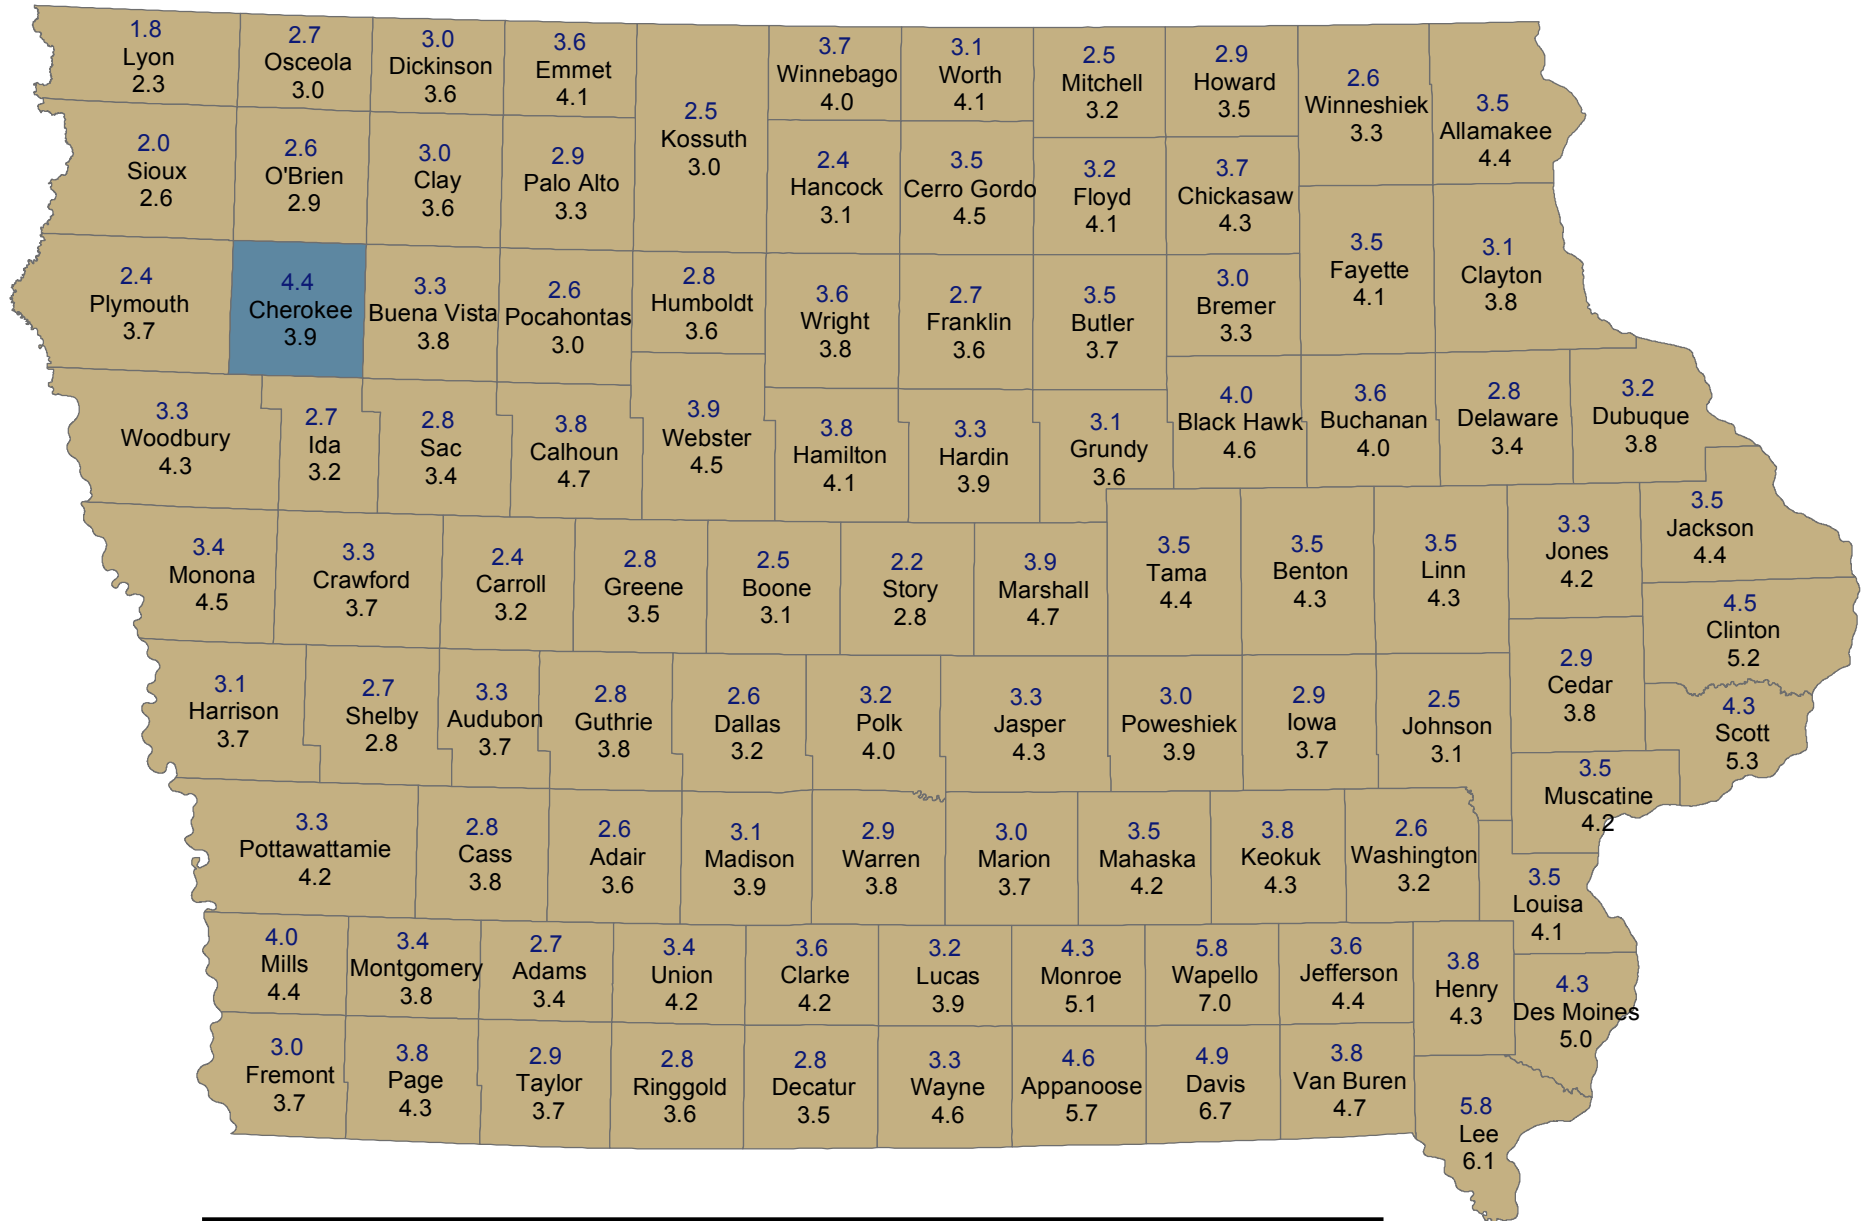 1.8
Lyon
2.3
2.7
Osceola
3.0
3.0
Dickinson
3.6
3.6
Emmet
4.1
2.5
Kossuth
3.0
3.7
Winnebago
4.0
3.1
Worth
4.1
2.5
Mitchell
3.2
2.9
Howard
3.5
2.6
Winneshiek
3.3
3.5
Allamakee
4.4
2.0
Sioux
2.6
2.6
O'Brien
2.9
3.0
Clay
3.6
2.9
Palo Alto
3.3
2.4
Hancock
3.1
3.5
Cerro Gordo
4.5
3.2
Floyd
4.1
3.7
Chickasaw
4.3
2.4
Plymouth
3.7
4.4
Cherokee
3.9
3.3
Buena Vista
3.8
2.6
Pocahontas
3.0
2.8
Humboldt
3.6
3.6
Wright
3.8
2.7
Franklin
3.6
3.5
Butler
3.7
3.0
Bremer
3.3
3.5
Fayette
4.1
3.1
Clayton
3.8
3.3
Woodbury
4.3
2.7
Ida
3.2
2.8
Sac
3.4
3.8
Calhoun
4.7
3.9
Webster
4.5
3.8
Hamilton
4.1
3.3
Hardin
3.9
3.1
Grundy
3.6
4.0
Black Hawk
4.6
3.6
Buchanan
4.0
2.8
Delaware
3.4
3.2
Dubuque
3.8
3.4
Monona
4.5
3.3
Crawford
3.7
2.4
Carroll
3.2
2.8
Greene
3.5
2.5
Boone
3.1
2.2
Story
2.8
3.9
Marshall
4.7
3.5
Tama
4.4
3.5
Benton
4.3
3.5
Linn
4.3
3.3
Jones
4.2
3.5
Jackson
4.4
4.5
Clinton
5.2
3.1
Harrison
3.7
2.7
Shelby
2.8
3.3
Audubon
3.7
2.8
Guthrie
3.8
2.6
Dallas
3.2
3.2
Polk
4.0
3.3
Jasper
4.3
3.0
Poweshiek
3.9
2.9
Iowa
3.7
2.5
Johnson
3.1
2.9
Cedar
3.8
4.3
Scott
5.3
3.5
Muscatine
4.2
3.3
Pottawattamie
4.2
2.8
Cass
3.8
2.6
Adair
3.6
3.1
Madison
3.9
2.9
Warren
3.8
3.0
Marion
3.7
3.5
Mahaska
4.2
3.8
Keokuk
4.3
2.6
Washington
3.2
3.5
Louisa
4.1
4.0
Mills
4.4
3.4
Montgomery
3.8
2.7
Adams
3.4
3.4
Union
4.2
3.6
Clarke
4.2
3.2
Lucas
3.9
4.3
Monroe
5.1
5.8
Wapello
7.0
3.6
Jefferson
4.4
3.8
Henry
4.3
4.3
Des Moines
5.0
3.0
Fremont
3.7
3.8
Page
4.3
2.9
Taylor
3.7
2.8
Ringgold
3.6
2.8
Decatur
3.5
3.3
Wayne
4.6
4.6
Appanoose
5.7
4.9
Davis
6.7
3.8
Van Buren
4.7
5.8
Lee
6.1